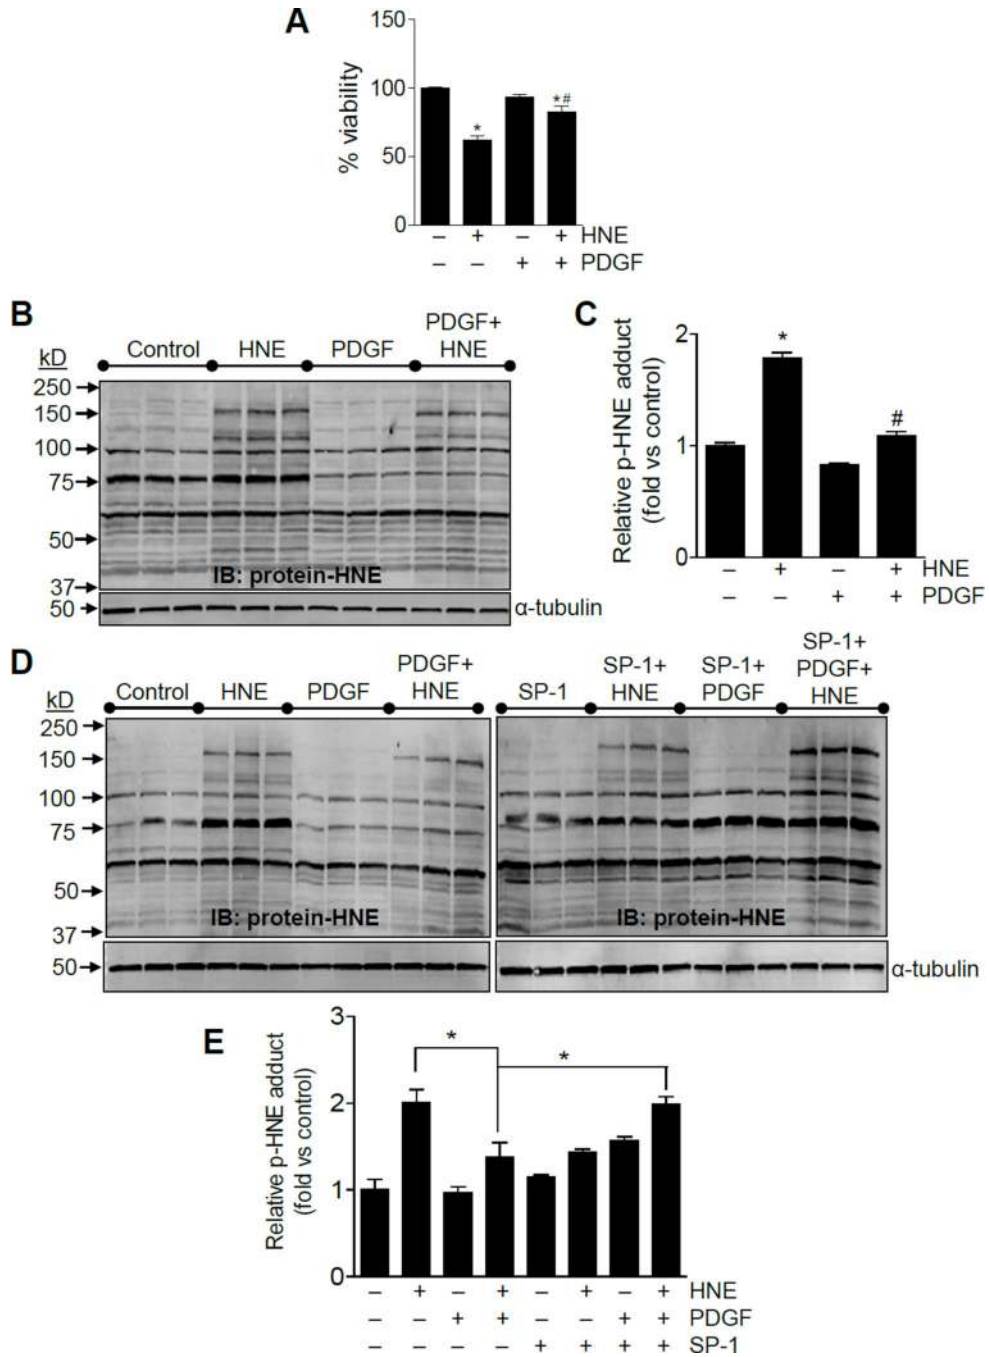 A
150
100
50
0
% viability
*
*#
– + – + HNE
– – + + PDGF
B
kD
Control HNE PDGF PDGF+
HNE
250
150
100
75
50
37
IB: protein-HNE
50
α-tubulin
C
2
1
0
Relative p-HNE adduct
(fold vs control)
*
#
– + – + HNE
– – + + PDGF
D
kD
Control HNE PDGF PDGF+
HNE
SP-1 SP-1+
HNE
SP-1+
PDGF
SP-1+
PDGF+
HNE
250
150
100
75
50
37
IB: protein-HNE
IB: protein-HNE
50
α-tubulin
E
3
2
1
0
Relative p-HNE adduct
(fold vs control)
*
*
– + – + – + – + HNE
– – + + – – + + PDGF
– – – – + + + + SP-1